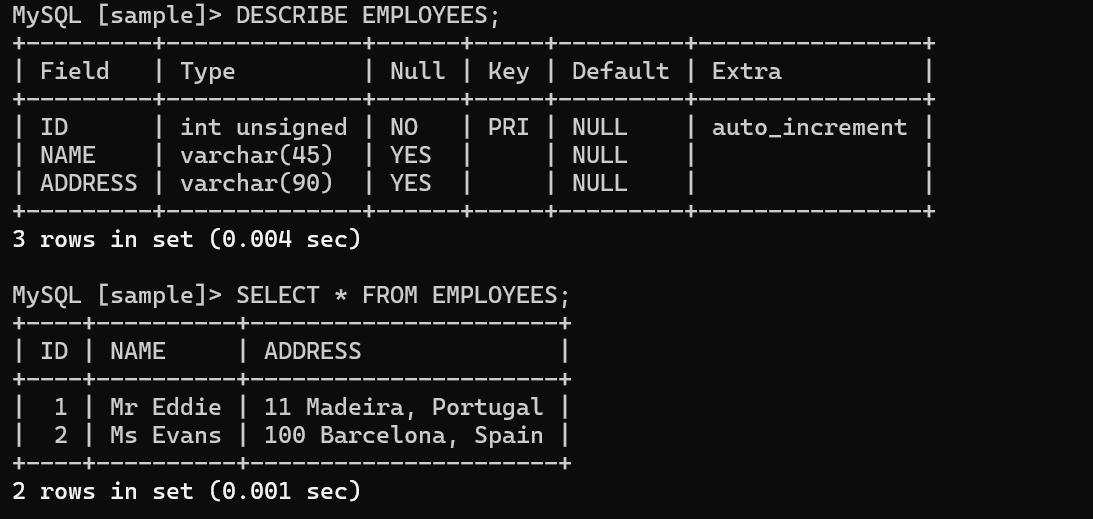 MySQL [sample]> DESCRIBE EMPLOYEES;
+---------+--------------+------+-----+---------+----------------+
| Field   | Type         | Null | Key | Default | Extra          |
+---------+--------------+------+-----+---------+----------------+
| ID      | int unsigned | NO   | PRI | NULL    | auto_increment |
| NAME    | varchar(45)  | YES  |     | NULL    |                |
| ADDRESS | varchar(90)  | YES  |     | NULL    |                |
+---------+--------------+------+-----+---------+----------------+
3 rows in set (0.004 sec)

MySQL [sample]> SELECT * FROM EMPLOYEES;
+----+----------+----------------------+
| ID | NAME     | ADDRESS              |
+----+----------+----------------------+
|  1 | Mr Eddie | 11 Madeira, Portugal |
|  2 | Ms Evans | 100 Barcelona, Spain |
+----+----------+----------------------+
2 rows in set (0.001 sec)